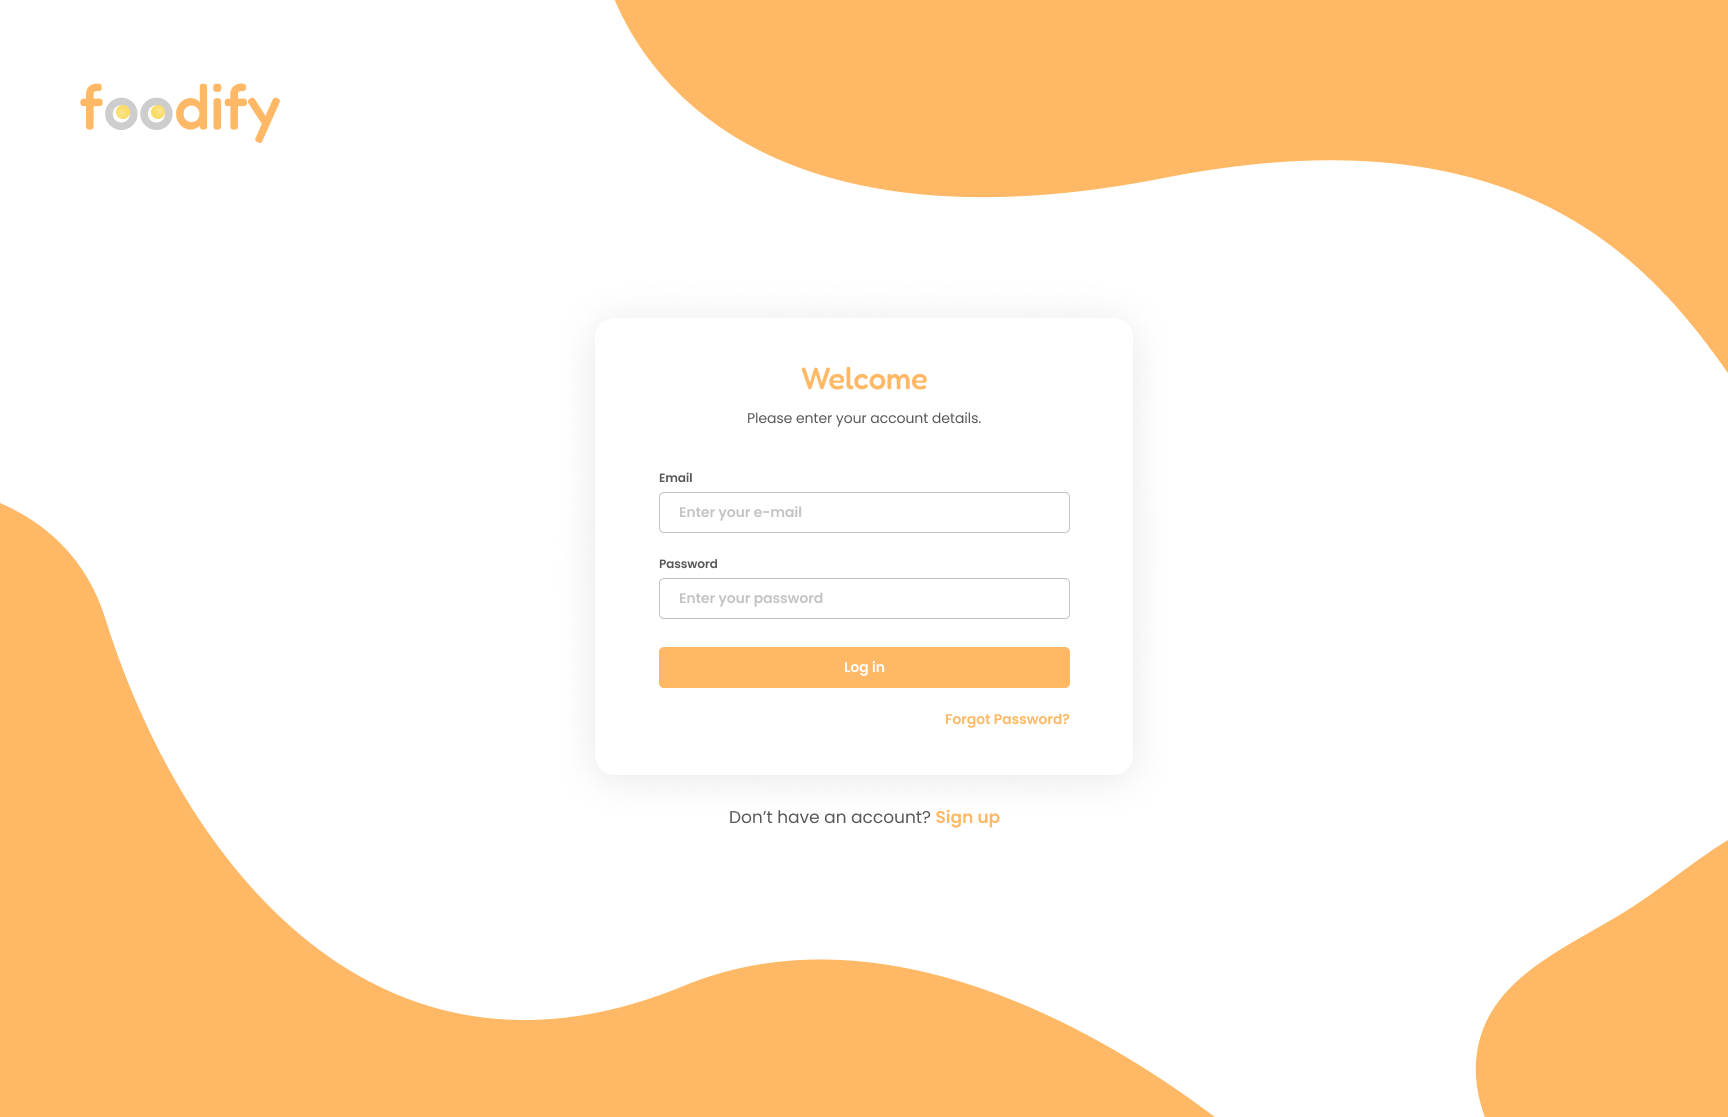 foodify
Welcome
Please enter your account details.
Email
Enter your e-mail
Password
Enter your password
Log in
Forgot Password?
Don’t have an account? Sign up